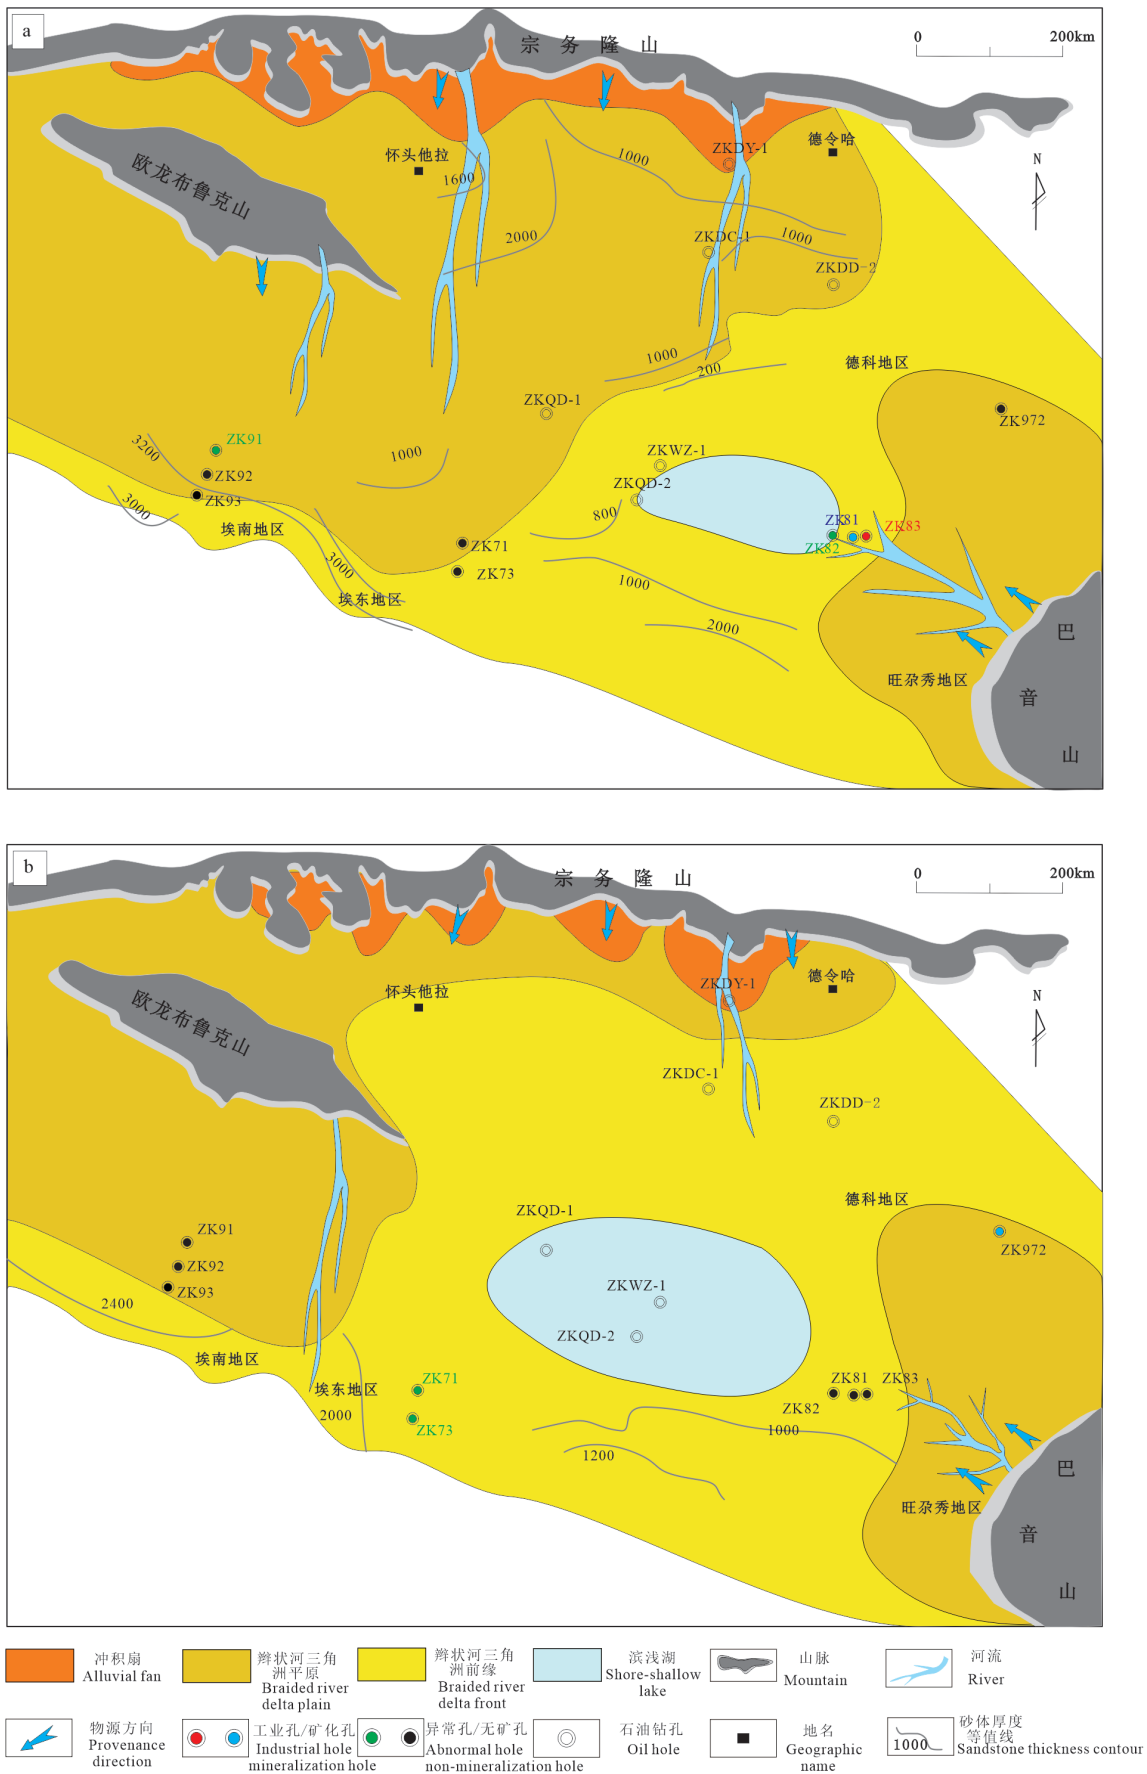 a
宗务隆山
0 200km
欧龙布鲁克山
怀头他拉
1600
2000
1000
ZKDY-1
德令哈
N
ZKDC-1
1000
ZKDD-2
1000
200
德科地区
ZKQD-1
ZK972
3200
ZK91
ZK92
ZK93
3000
埃南地区
1000
ZKWZ-1
ZKQD-2
800
ZK81
ZK83
ZK82
ZK71
ZK73
3000
埃东地区
1000
2000
旺尕秀地区
巴音山
b
宗务隆山
0 200km
欧龙布鲁克山
怀头他拉
ZKDY-1
德令哈
N
ZKDC-1
ZKDD-2
德科地区
ZKQD-1
ZK972
ZK91
ZK92
ZK93
2400
ZKWZ-1
ZKQD-2
埃南地区
埃东地区
2000
ZK71
ZK73
ZK81
ZK83
ZK82
1000
1200
旺尕秀地区
巴音山
冲积扇
Alluvial fan
辫状河三角
洲平原
Braided river
delta plain
辫状河三角
洲前缘
Braided river
delta front
滨浅湖
Shore-shallow
lake
山脉
Mountain
河流
River
物源方向
Provenance
direction
工业孔/矿化孔
Industrial hole
mineralization hole
异常孔/无矿孔
Abnormal hole
non-mineralization hole
石油钻孔
Oil hole
地名
Geographic
name
1000
砂体厚度
等值线
Sandstone thickness contour